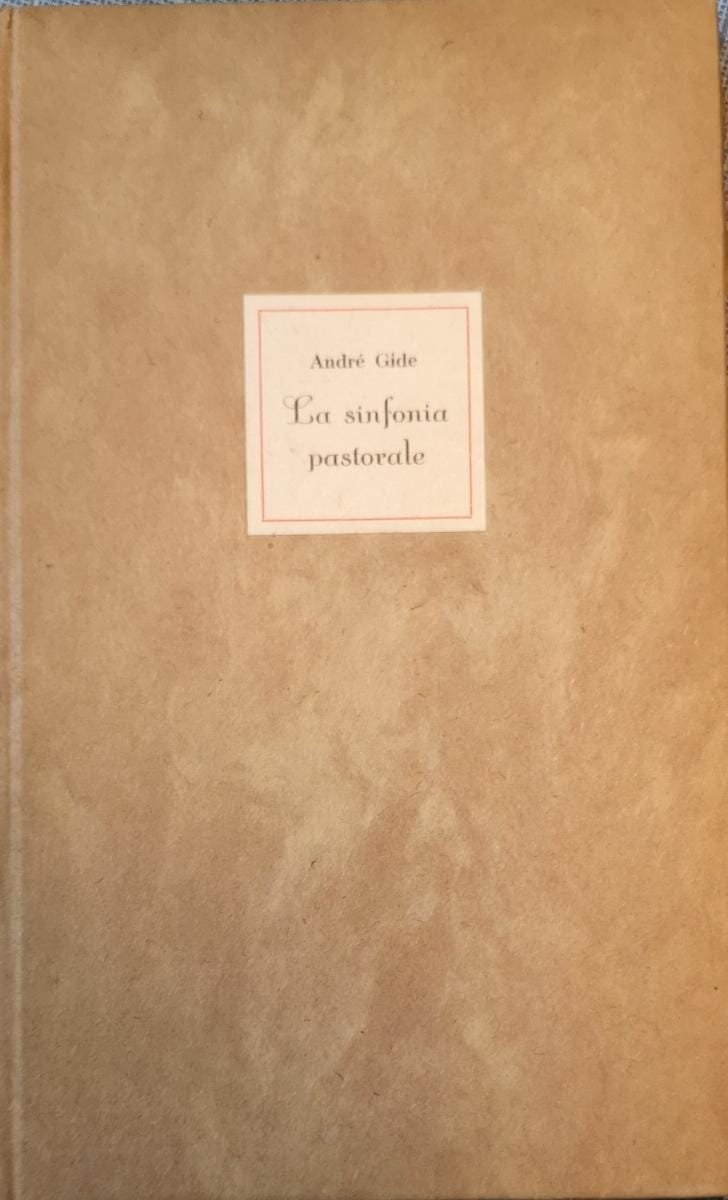 André Gide
La sinfonia
pastorale